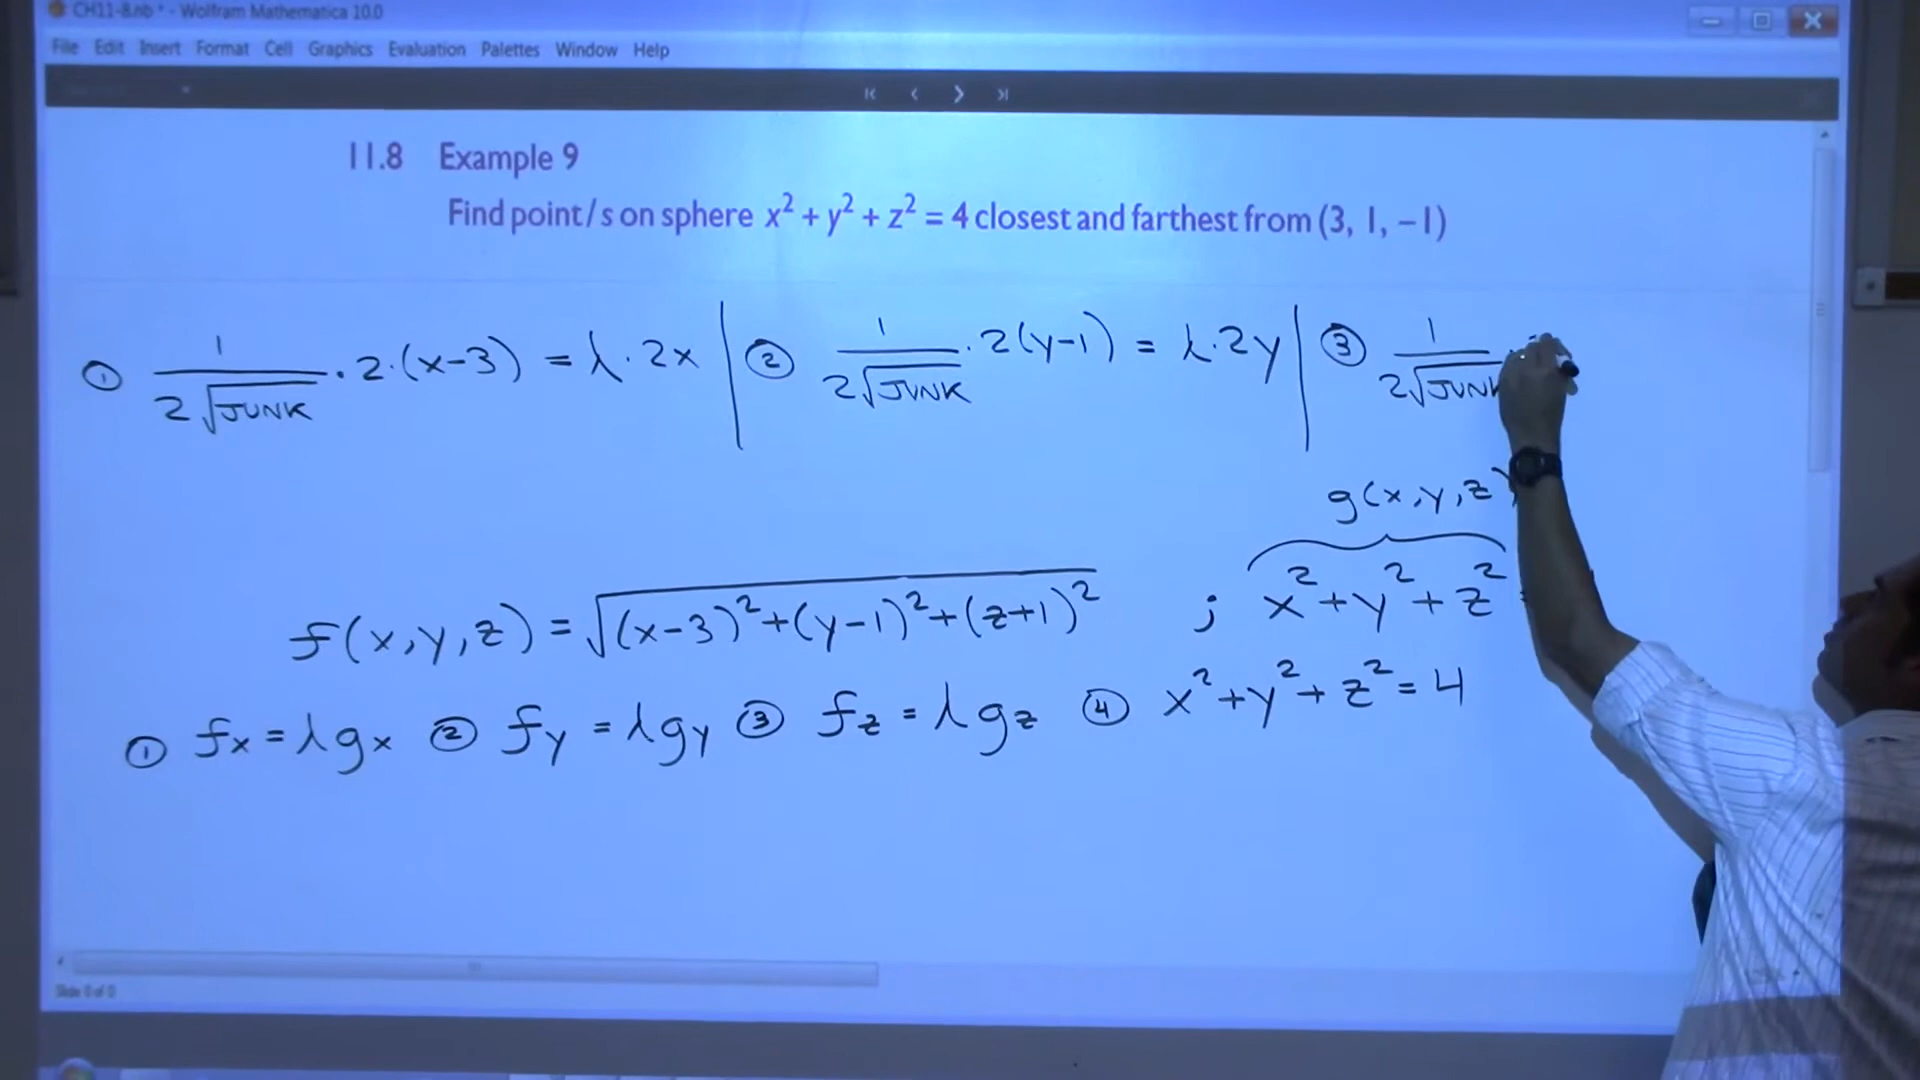 CH11-8.nb * - Wolfram Mathematica 10.0
File Edit Insert Format Cell Graphics Evaluation Palettes Window Help
11.8 Example 9
Find point/s on sphere x² + y² + z² = 4 closest and farthest from (3, 1, −1)
① 1/(2√JUNK) · 2·(x−3) = λ·2x | ② 1/(2√JUNK) · 2(y−1) = λ·2y | ③ 1/(2√JUNK ·
g(x,y,z)
f(x,y,z) = √((x−3)²+(y−1)²+(z+1)²) ; x²+y²+z²
① fx = λgx ② fy = λgy ③ fz = λgz ④ x²+y²+z²=4
Slide 0 of 0